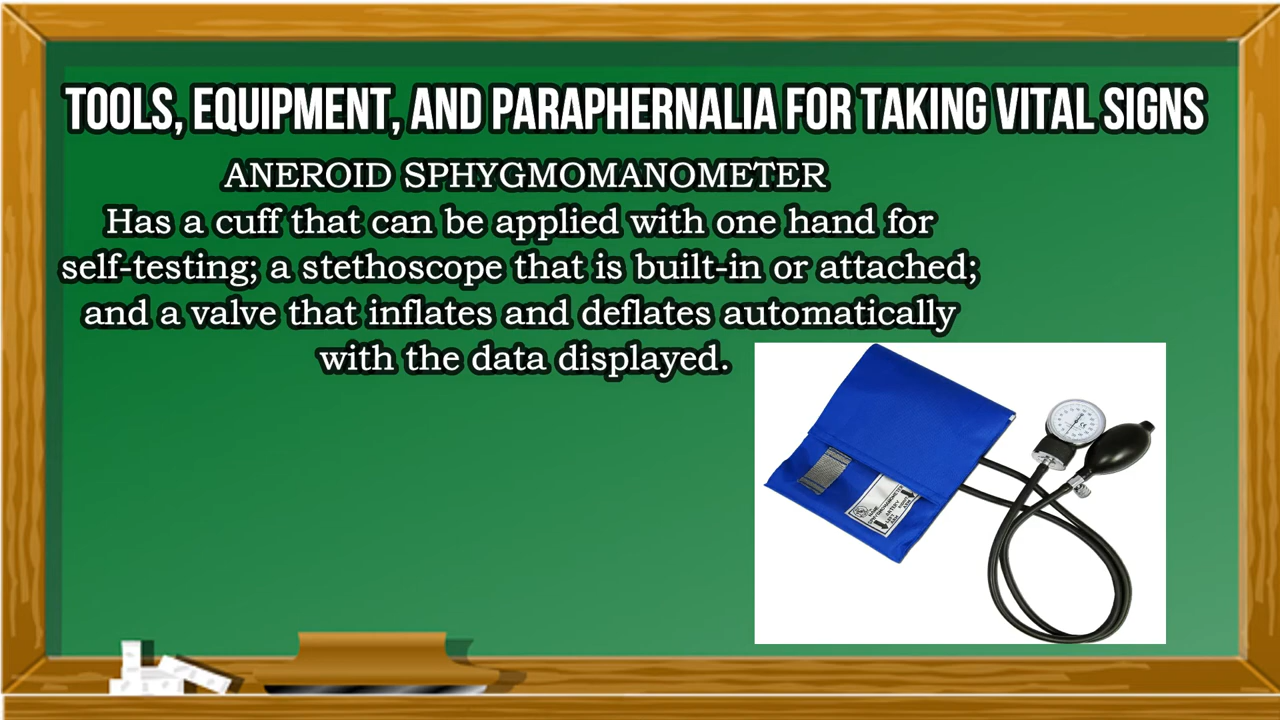 TOOLS, EQUIPMENT, AND PARAPHERNALIA FOR TAKING VITAL SIGNS
ANEROID SPHYGMOMANOMETER
Has a cuff that can be applied with one hand for
self-testing; a stethoscope that is built-in or attached;
and a valve that inflates and deflates automatically
with the data displayed.
ARTERY